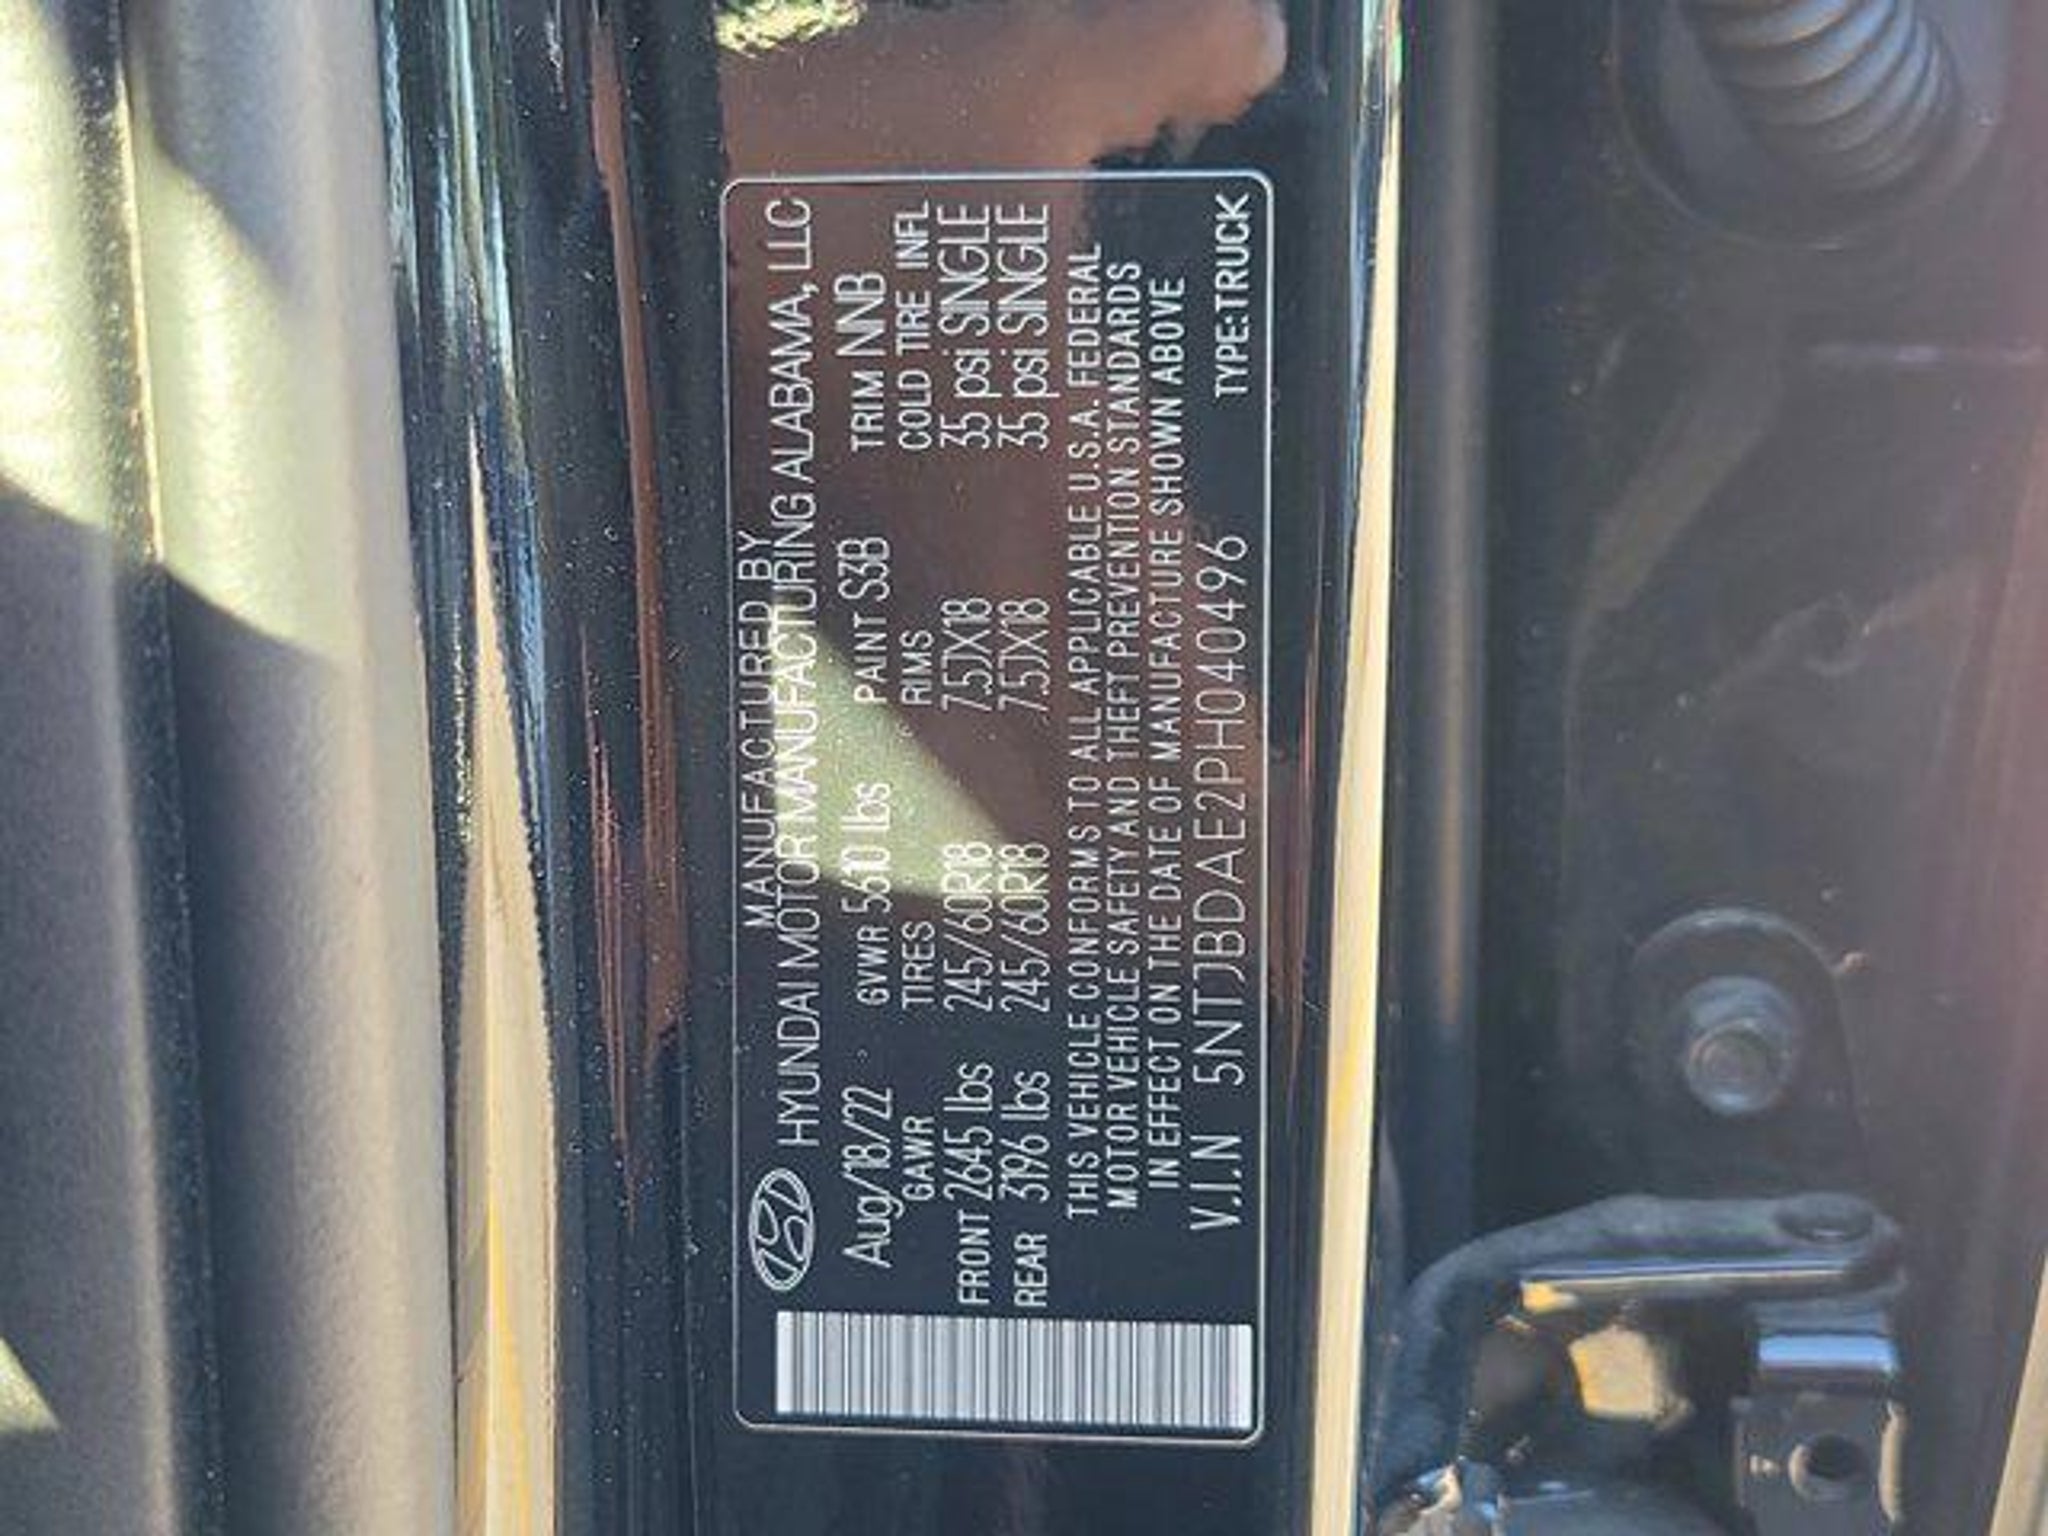 MANUFACTURED BY
HYUNDAI MOTOR MANUFACTURING ALABAMA, LLC
Aug/18/22 GVWR 5610 lbs PAINT S3B TRIM NNB
GAWR TIRES RIMS COLD TIRE INFL
FRONT 2645 lbs 245/60R18 7.5JX18 35 psi SINGLE
REAR 3196 lbs 245/60R18 7.5JX18 35 psi SINGLE
THIS VEHICLE CONFORMS TO ALL APPLICABLE U.S.A. FEDERAL
MOTOR VEHICLE SAFETY AND THEFT PREVENTION STANDARDS
IN EFFECT ON THE DATE OF MANUFACTURE SHOWN ABOVE
V.I.N 5NTJBDAE2PH040496 TYPE:TRUCK